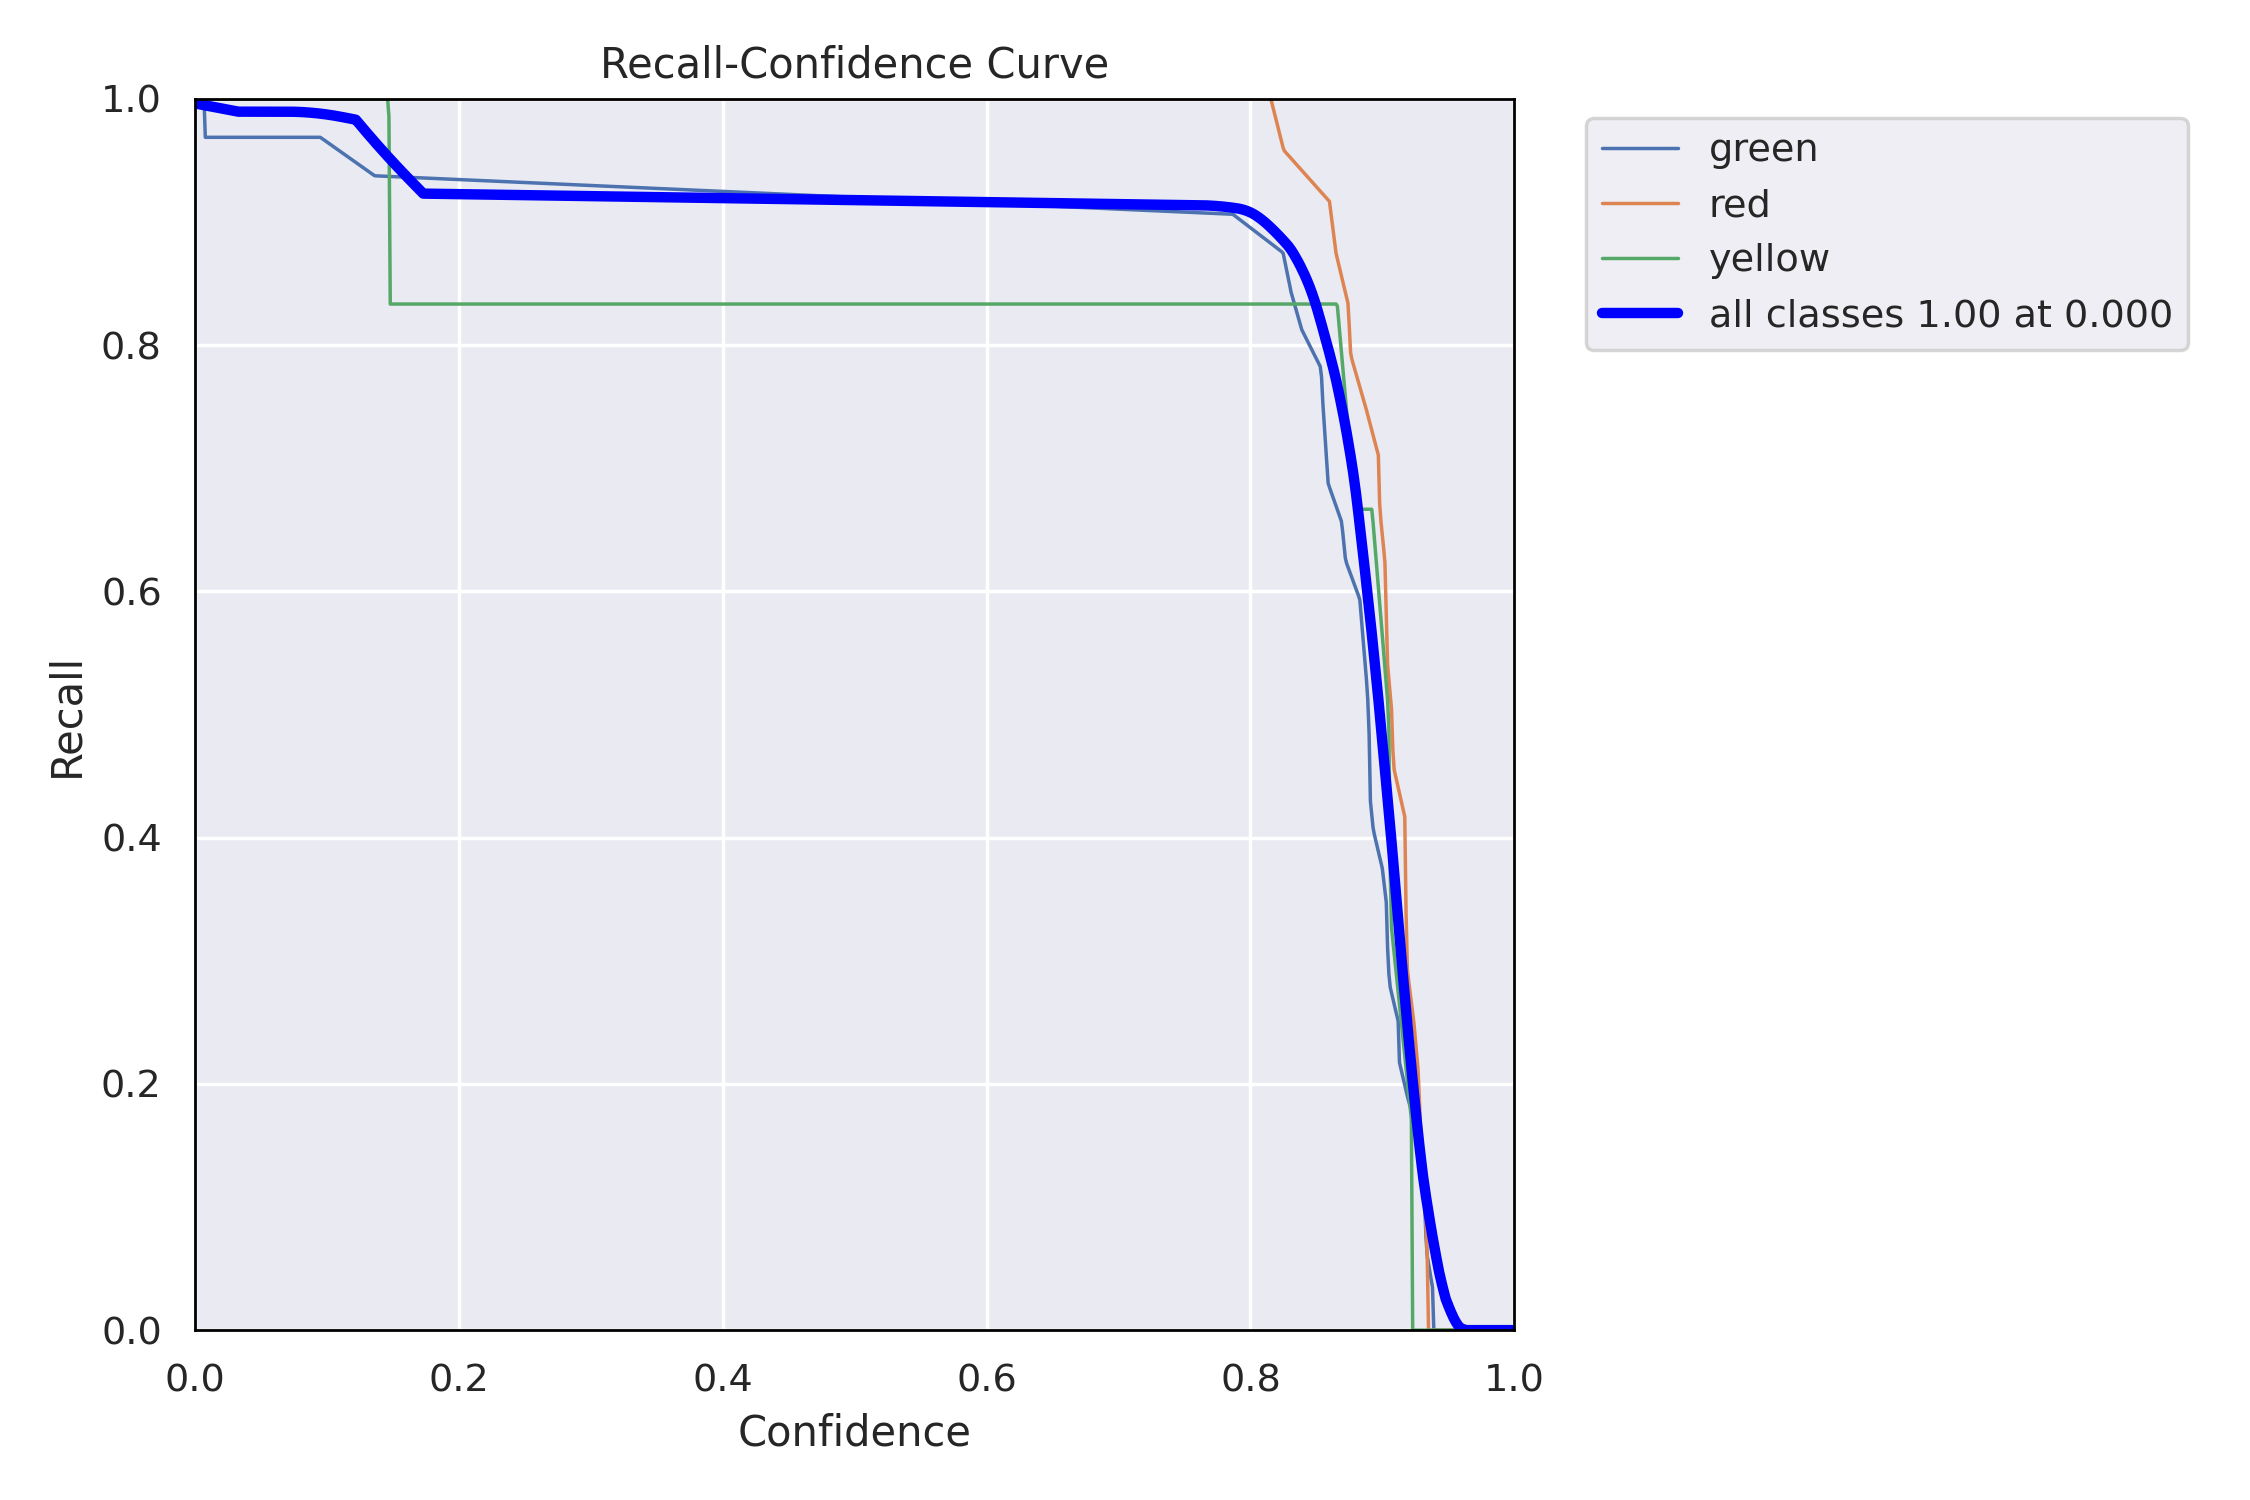 Recall-Confidence Curve
1.0
0.8
0.6
0.4
0.2
0.0
Recall
0.0 0.2 0.4 0.6 0.8 1.0
Confidence
green
red
yellow
all classes 1.00 at 0.000